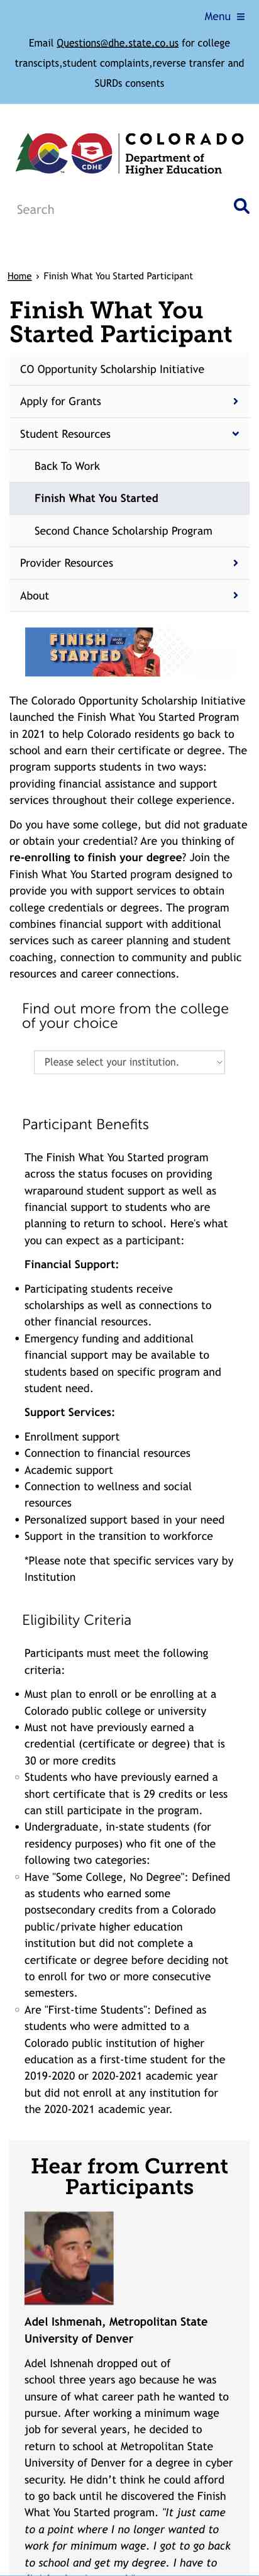 Menu
Email Questions@dhe.state.co.us for college
transcipts,student complaints,reverse transfer and
SURDs consents
CO
CDHE
COLORADO
Department of
Higher Education
Search
Home › Finish What You Started Participant
Finish What You
Started Participant
CO Opportunity Scholarship Initiative
Apply for Grants
Student Resources
Back To Work
Finish What You Started
Second Chance Scholarship Program
Provider Resources
About
FINISH WHAT YOU
STARTED
The Colorado Opportunity Scholarship Initiative
launched the Finish What You Started Program
in 2021 to help Colorado residents go back to
school and earn their certificate or degree. The
program supports students in two ways:
providing financial assistance and support
services throughout their college experience.
Do you have some college, but did not graduate
or obtain your credential? Are you thinking of
re-enrolling to finish your degree? Join the
Finish What You Started program designed to
provide you with support services to obtain
college credentials or degrees. The program
combines financial support with additional
services such as career planning and student
coaching, connection to community and public
resources and career connections.
Find out more from the college
of your choice
Please select your institution.
Participant Benefits
The Finish What You Started program
across the status focuses on providing
wraparound student support as well as
financial support to students who are
planning to return to school. Here's what
you can expect as a participant:
Financial Support:
• Participating students receive
scholarships as well as connections to
other financial resources.
• Emergency funding and additional
financial support may be available to
students based on specific program and
student need.
Support Services:
• Enrollment support
• Connection to financial resources
• Academic support
• Connection to wellness and social
resources
• Personalized support based in your need
• Support in the transition to workforce
*Please note that specific services vary by
Institution
Eligibility Criteria
Participants must meet the following
criteria:
• Must plan to enroll or be enrolling at a
Colorado public college or university
• Must not have previously earned a
credential (certificate or degree) that is
30 or more credits
○ Students who have previously earned a
short certificate that is 29 credits or less
can still participate in the program.
• Undergraduate, in-state students (for
residency purposes) who fit one of the
following two categories:
○ Have "Some College, No Degree": Defined
as students who earned some
postsecondary credits from a Colorado
public/private higher education
institution but did not complete a
certificate or degree before deciding not
to enroll for two or more consecutive
semesters.
○ Are "First-time Students": Defined as
students who were admitted to a
Colorado public institution of higher
education as a first-time student for the
2019-2020 or 2020-2021 academic year
but did not enroll at any institution for
the 2020-2021 academic year.
Hear from Current
Participants
Adel Ishmenah, Metropolitan State
University of Denver
Adel Ishnenah dropped out of
school three years ago because he was
unsure of what career path he wanted to
pursue. After working a minimum wage
job for several years, he decided to
return to school at Metropolitan State
University of Denver for a degree in cyber
security. He didn’t think he could afford
to go back until he discovered the Finish
What You Started program. "It just came
to a point where I no longer wanted to
work for minimum wage. I got to go back
to school and get my degree. I have to